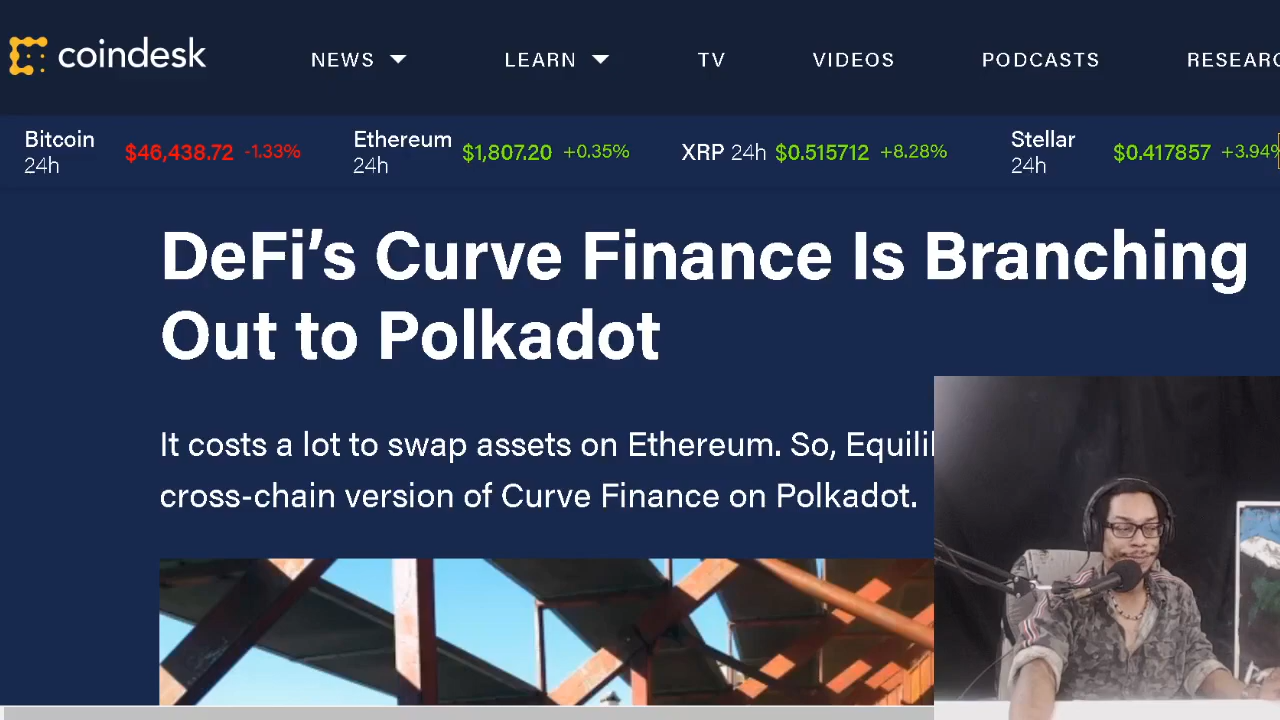 coindesk NEWS LEARN TV VIDEOS PODCASTS
Bitcoin 24h $46,438.72 -1.33% Ethereum 24h $1,807.20 +0.35% XRP 24h $0.515712 +8.28% Stellar 24h $0.417857 +3.94%
DeFi’s Curve Finance Is Branching
Out to Polkadot
It costs a lot to swap assets on Ethereum. So,
cross-chain version of Curve Finance on Polkadot.